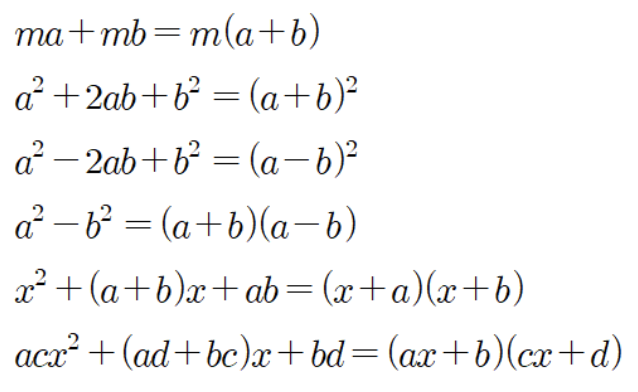 ma+mb=m(a+b)
a²+2ab+b²=(a+b)²
a²−2ab+b²=(a−b)²
a²−b²=(a+b)(a−b)
x²+(a+b)x+ab=(x+a)(x+b)
acx²+(ad+bc)x+bd=(ax+b)(cx+d)